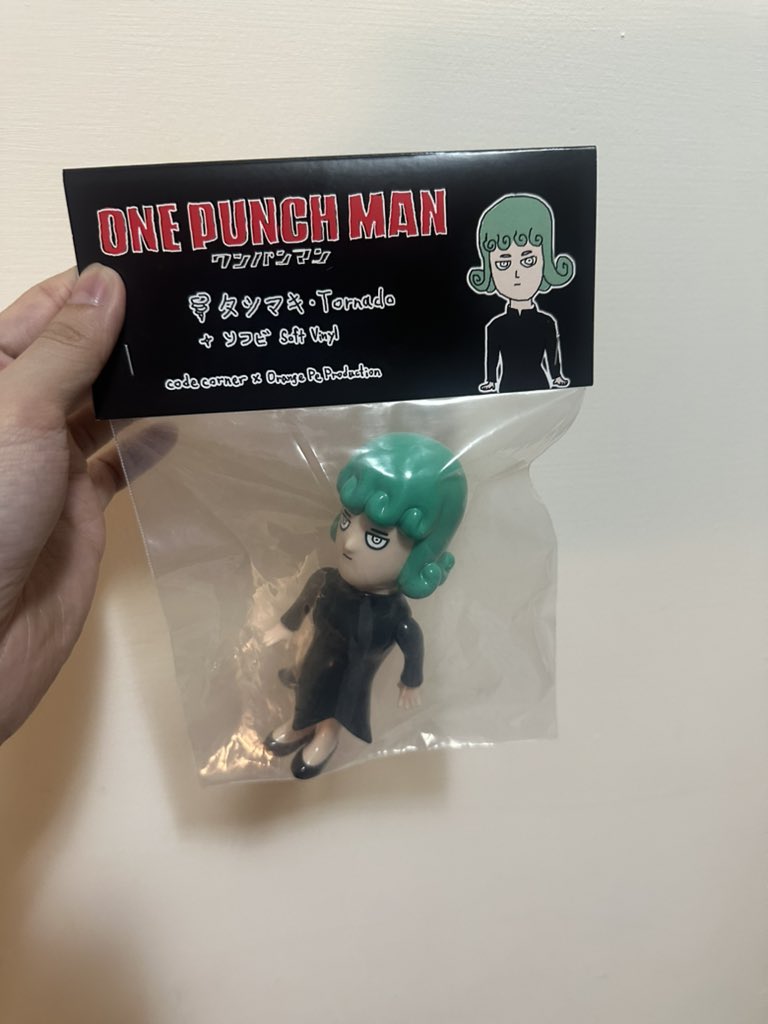 ONE PUNCH MAN
ワンパンマン
タツマキ・Tornado
+ ソフビ Soft Vinyl
code corner x Orange Pe Production